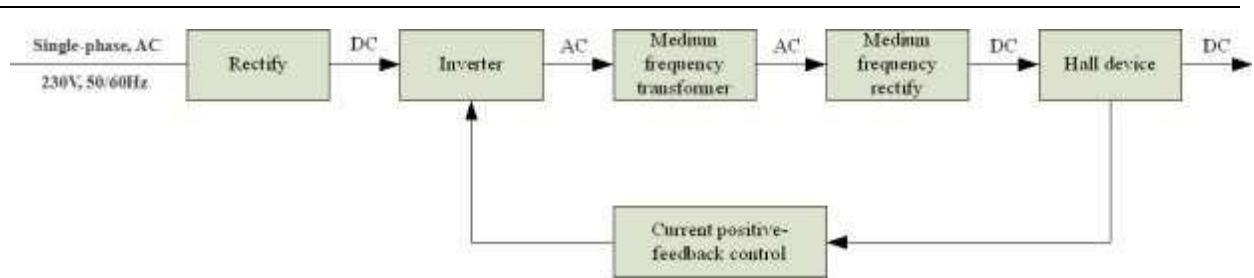 Single-phase, AC
230V, 50/60Hz
Rectify
DC
Inverter
AC
Medium
frequency
transformer
AC
Medium
frequency
rectify
DC
Hall device
DC
Current positive-
feedback control